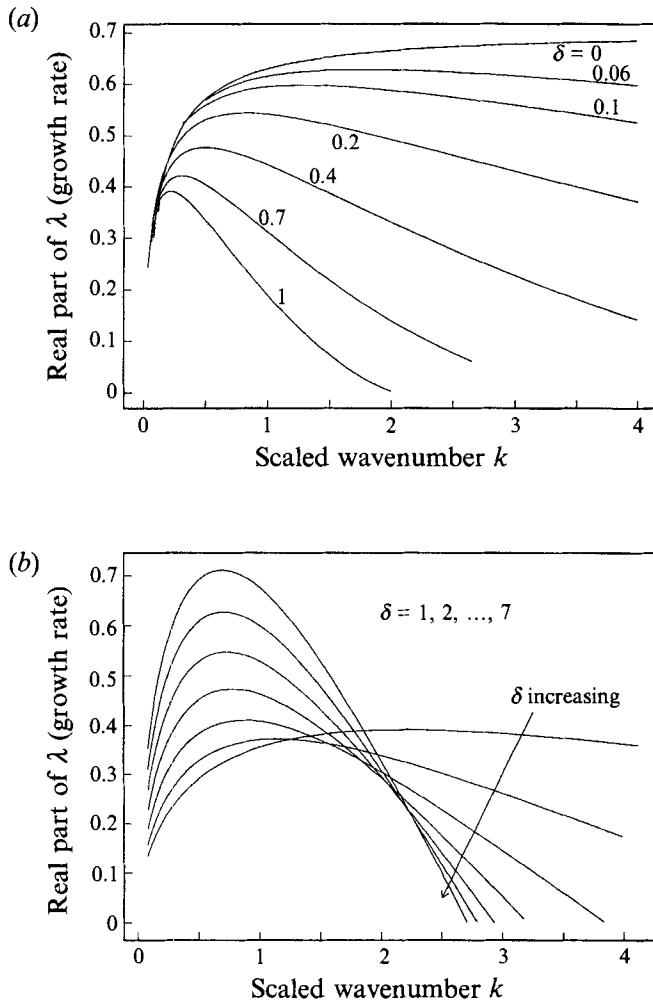 (a)
0.7
0.6
0.5
0.4
0.3
0.2
0.1
0
Real part of λ (growth rate)
δ = 0
0.06
0.1
0.2
0.4
0.7
1
0 1 2 3 4
Scaled wavenumber k
(b)
0.7
0.6
0.5
0.4
0.3
0.2
0.1
0
Real part of λ (growth rate)
δ = 1, 2, ..., 7
δ increasing
0 1 2 3 4
Scaled wavenumber k